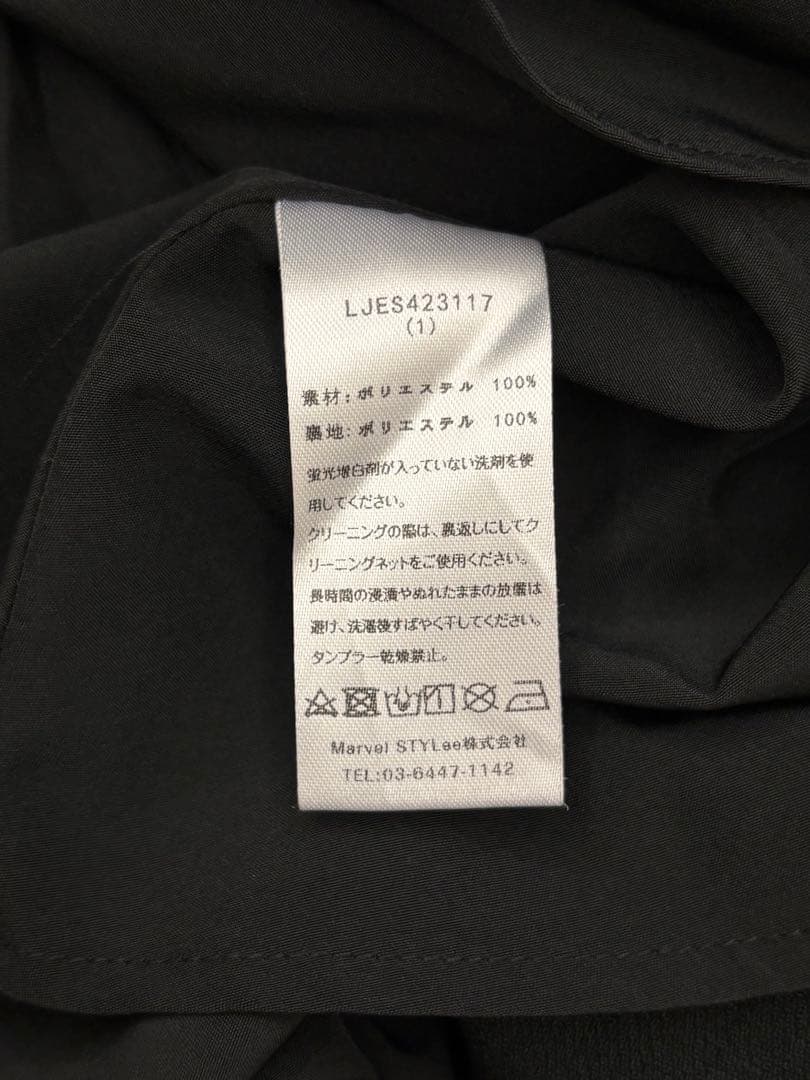 LJES423117
(1)
素材:ポリエステル 100%
裏地:ポリエステル 100%
蛍光増白剤が入っていない洗剤を使
用してください。
クリーニングの際は、裏返しにしてク
リーニングネットをご使用ください。
長時間の浸漬やぬれたままの放置は
避け、洗濯後すばやく干してください。
タンブラー乾燥禁止。
Marvel STYLee株式会社
TEL:03-6447-1142